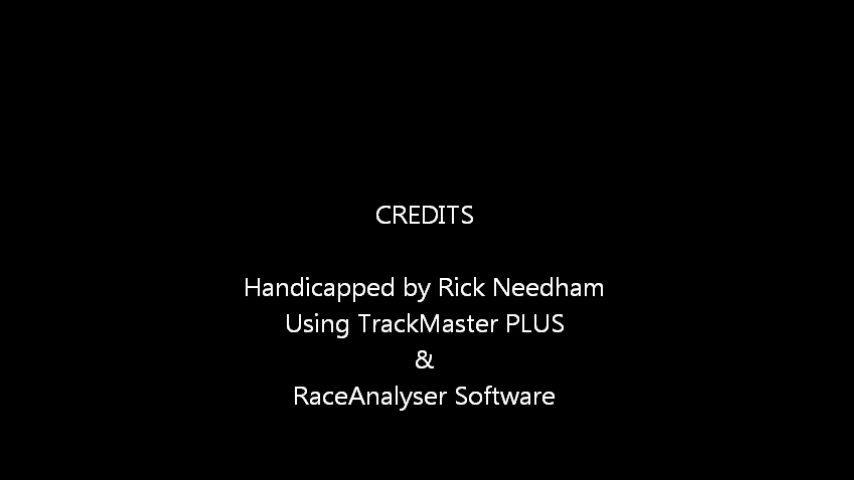 CREDITS
Handicapped by Rick Needham
Using TrackMaster PLUS
&
RaceAnalyser Software